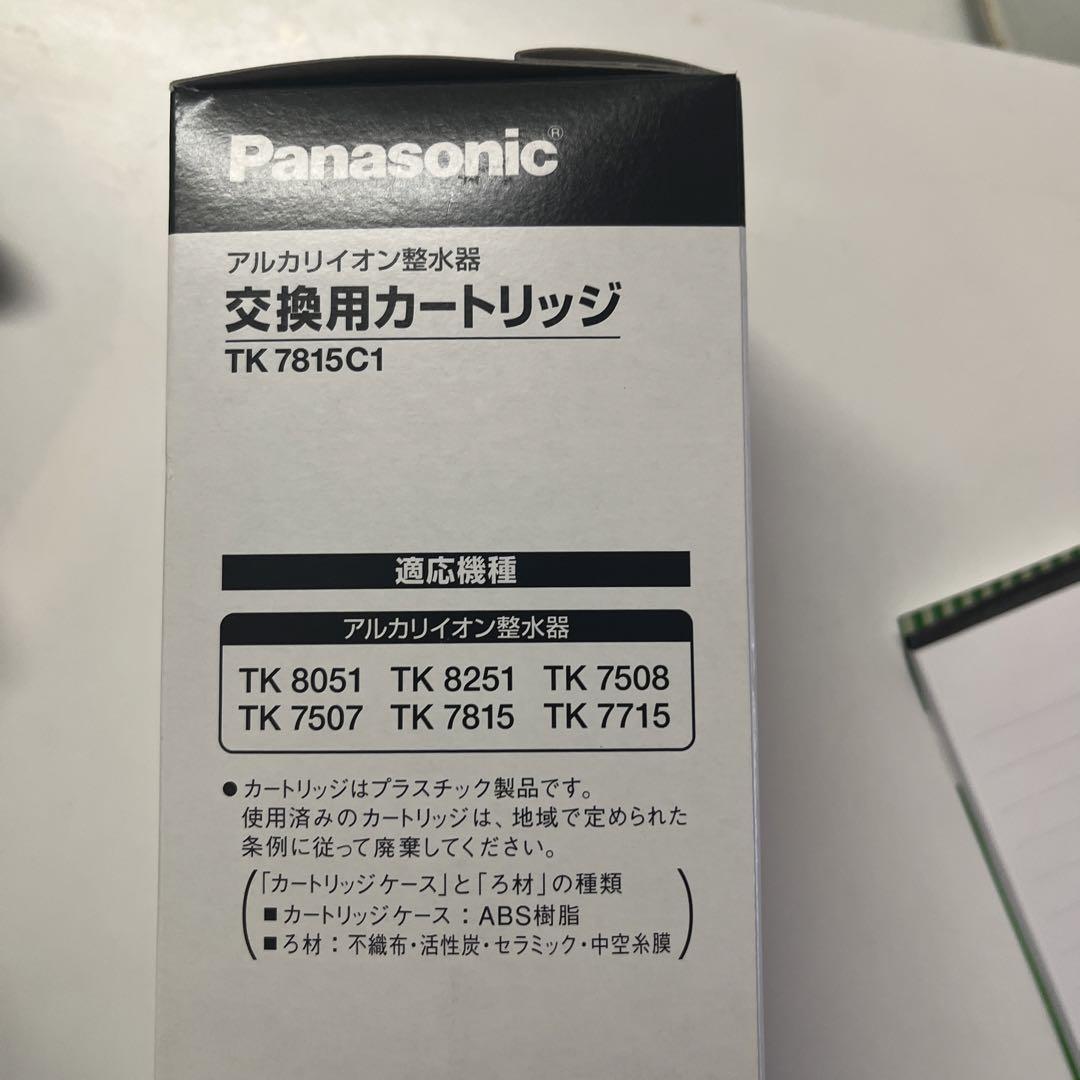 Panasonic®
アルカリイオン整水器
交換用カートリッジ
TK 7815C1
適応機種
アルカリイオン整水器
TK 8051 TK 8251 TK 7508
TK 7507 TK 7815 TK 7715
●カートリッジはプラスチック製品です。
使用済みのカートリッジは、地域で定められた
条例に従って廃棄してください。
「カートリッジケース」と「ろ材」の種類
■カートリッジケース：ABS樹脂
■ろ材：不織布・活性炭・セラミック・中空糸膜